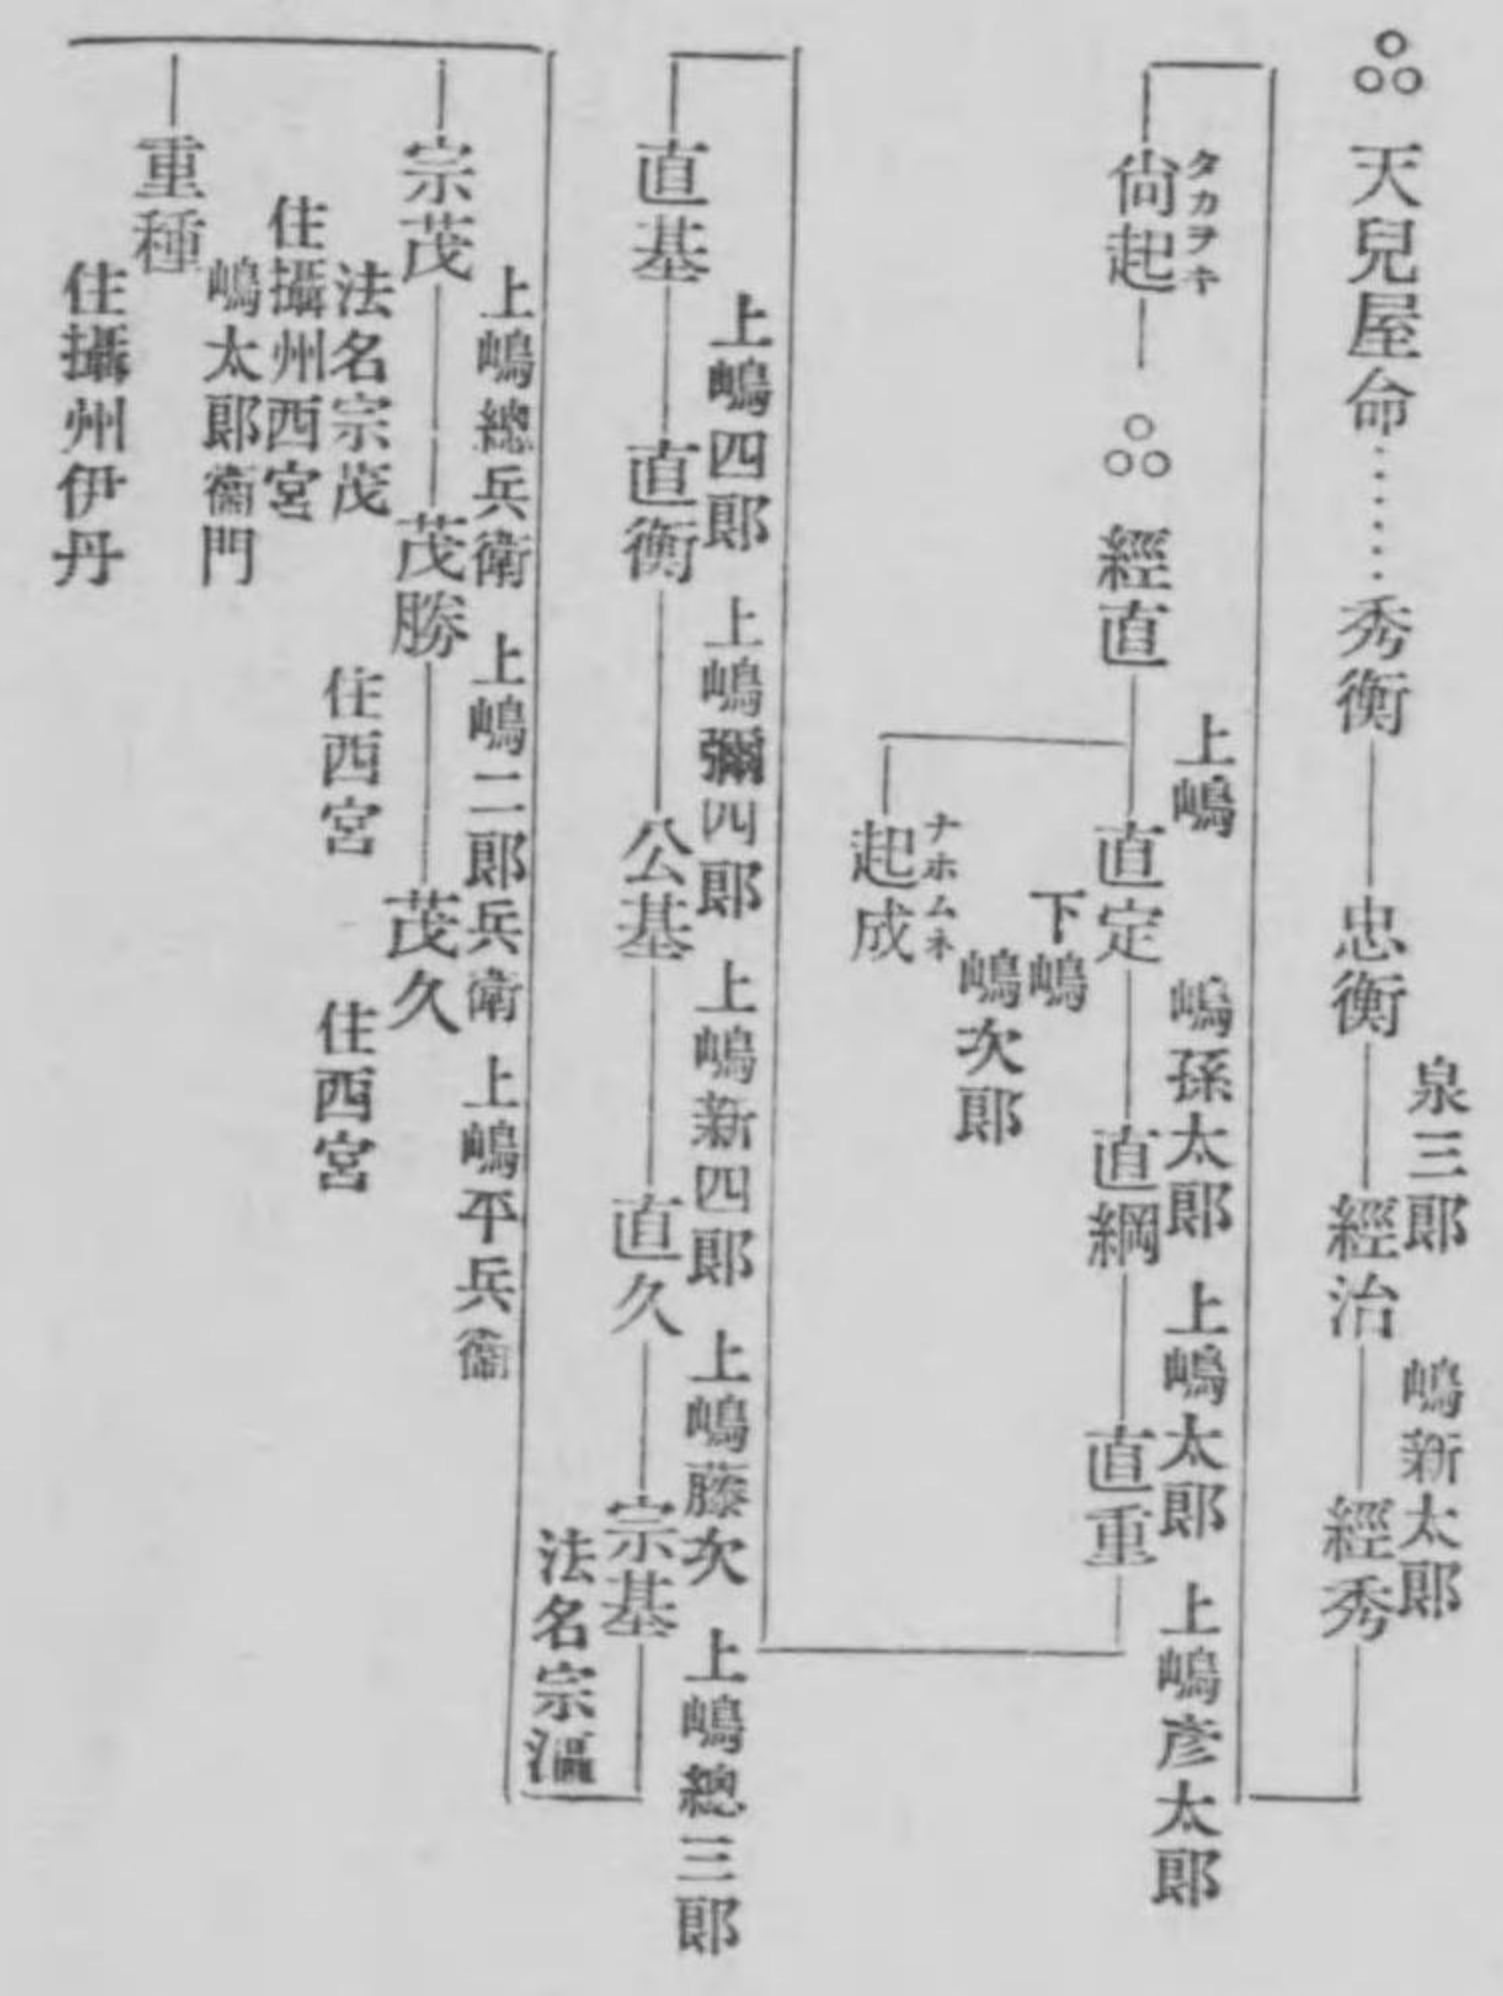 泉三郎
嶋新太郎
天兒屋命……秀衡
忠衡
經治
經秀
タカヲキ
尙起
經直
上嶋
直定
嶋孫太郎
直綱
上嶋太郎
直重
上嶋彦太郎
下嶋
嶋次郎
ナホムネ
起成
上嶋四郎
直基
上嶋彌四郎
直衡
上嶋新四郎
公基
上嶋藤次
直久
上嶋總三郎
宗基
法名宗
上嶋總兵衛
宗茂
法名宗茂
住攝州西宮
上嶋二郎兵衛
茂勝
住西宮
上嶋平兵衞
茂久
住西宮
嶋太郎衞門
重種
住攝州伊丹